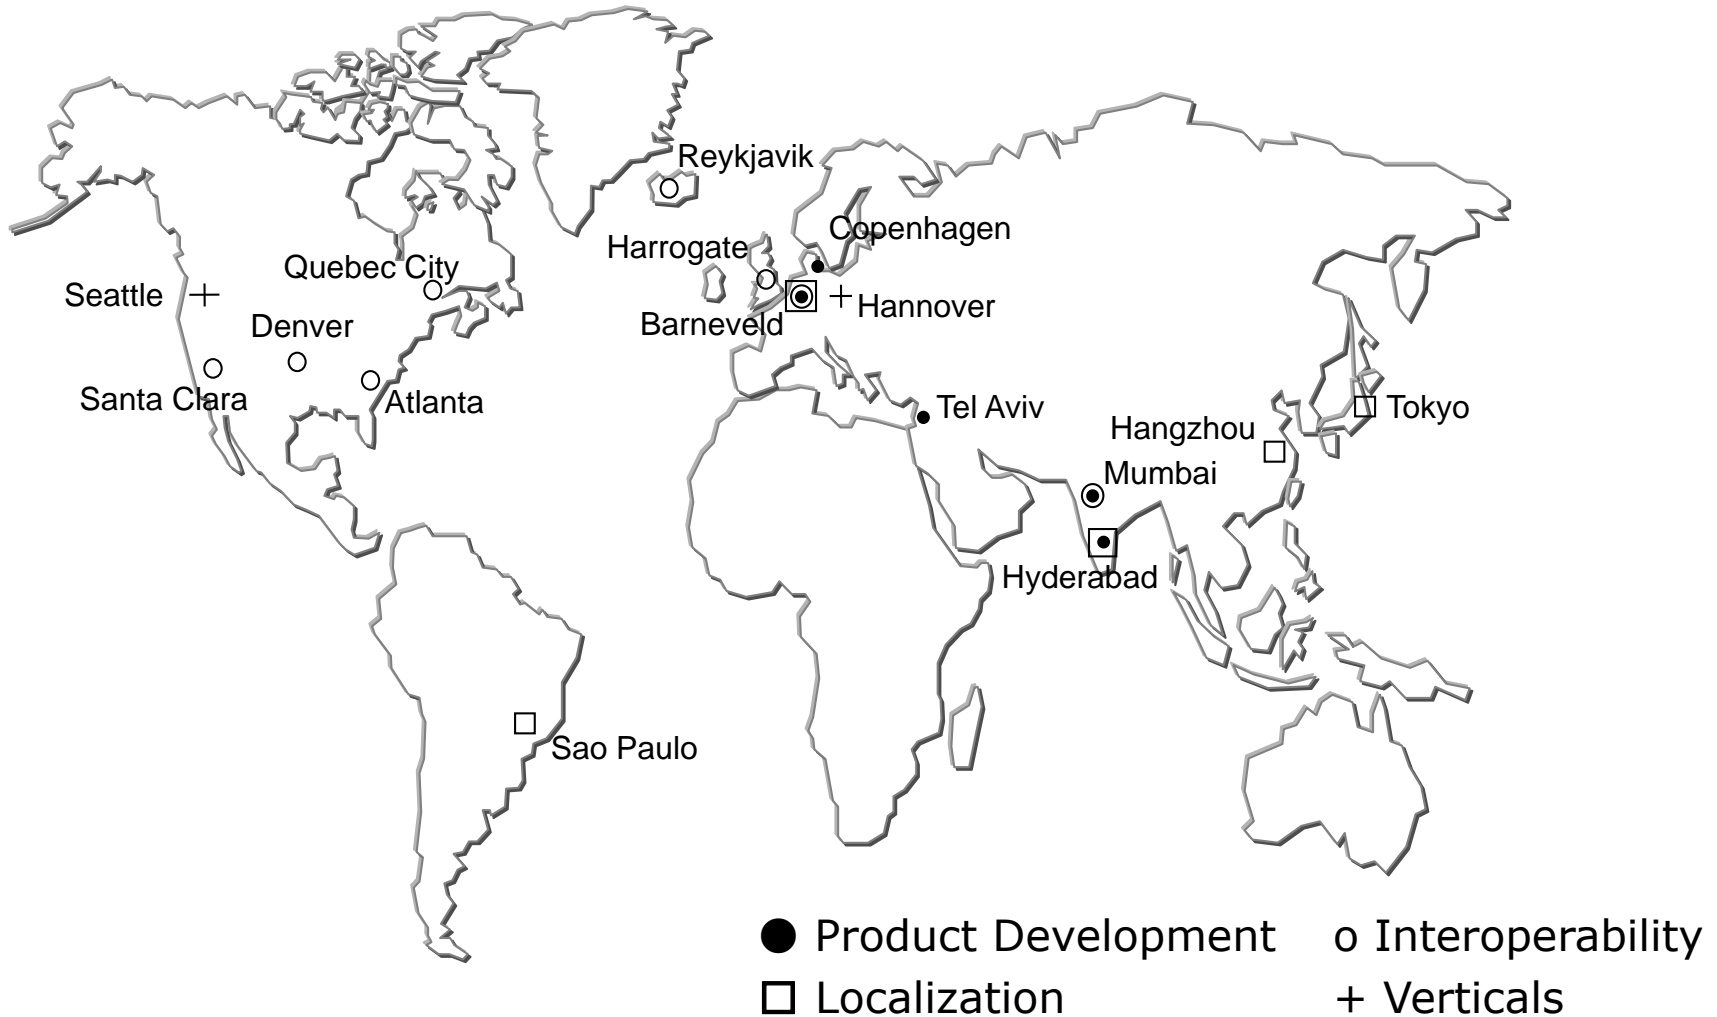 Reykjavik
Copenhagen
Harrogate
Quebec City
Seattle
Hannover
Barneveld
Denver
Santa Clara
Atlanta
Tel Aviv
Tokyo
Hangzhou
Mumbai
Hyderabad
Sao Paulo
● Product Development
o Interoperability
□ Localization
+ Verticals